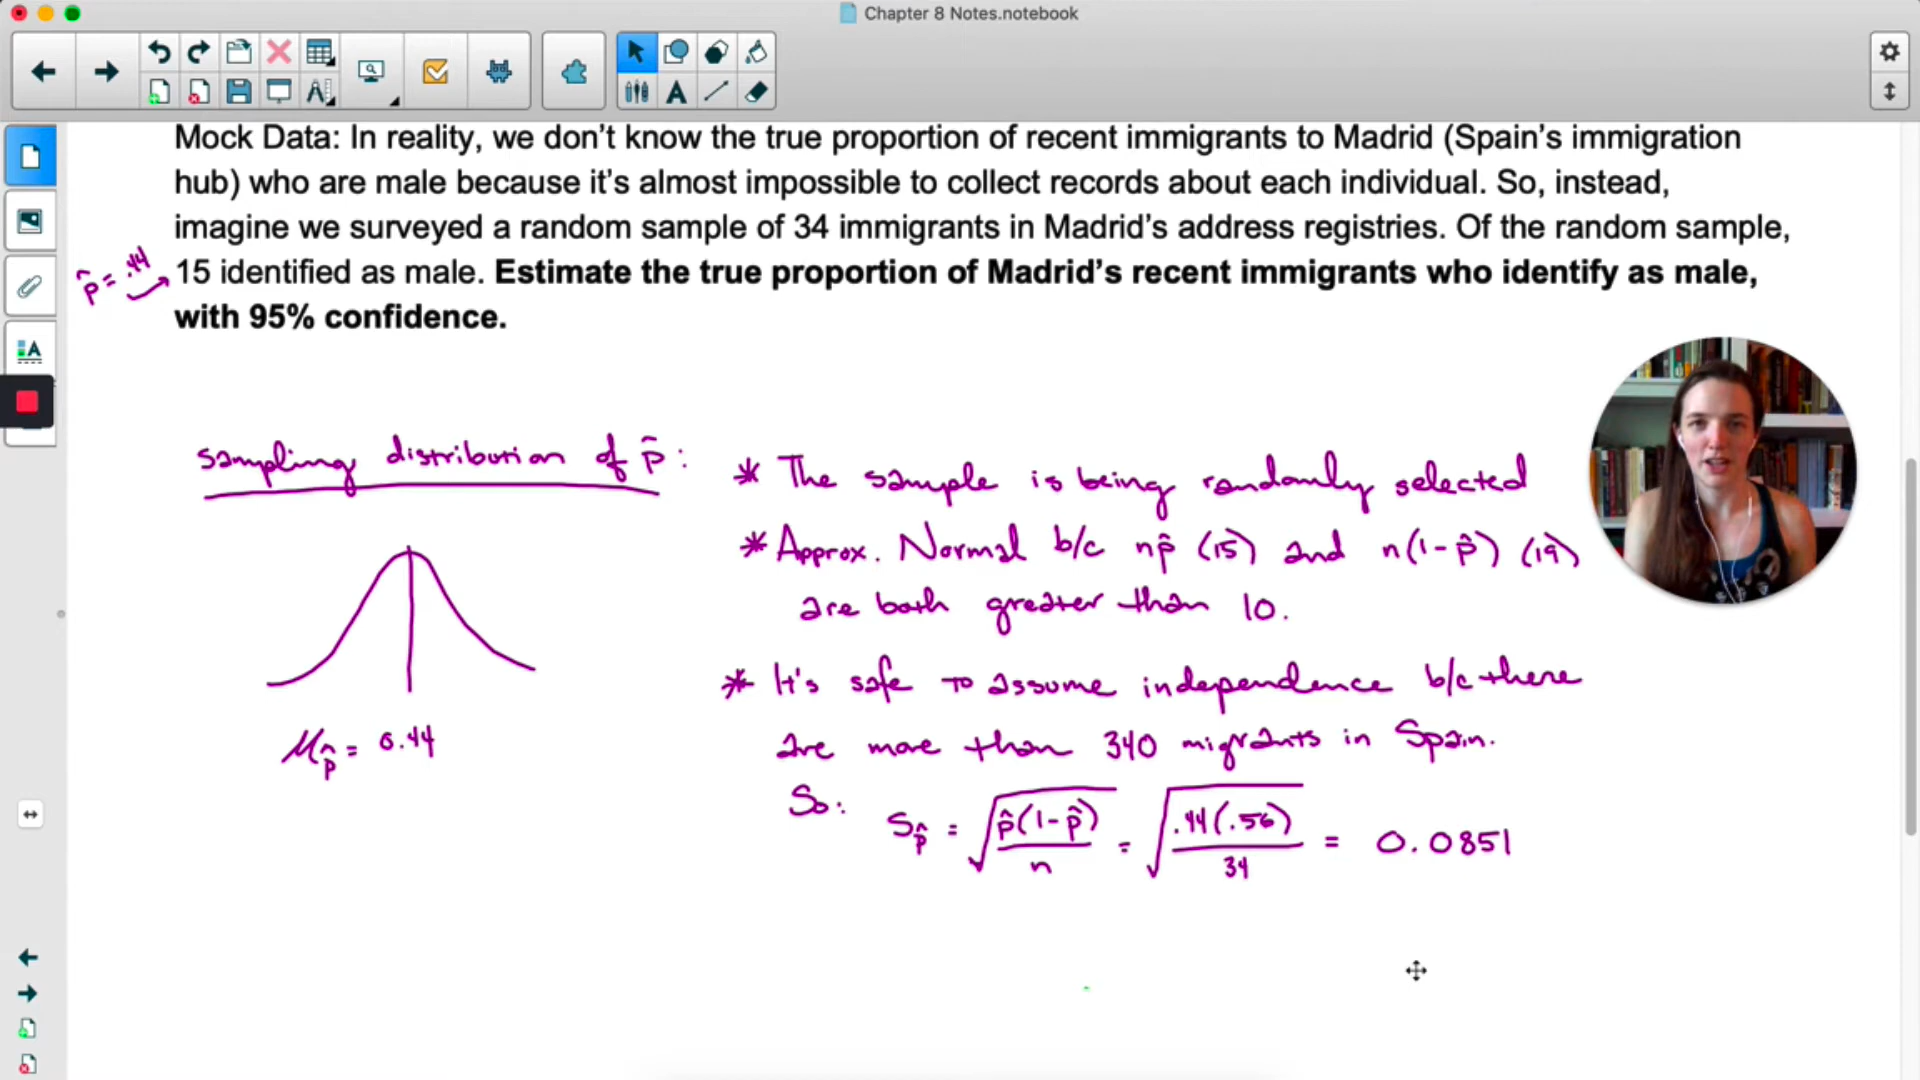 Chapter 8 Notes.notebook
Mock Data: In reality, we don't know the true proportion of recent immigrants to Madrid (Spain's immigration
hub) who are male because it's almost impossible to collect records about each individual. So, instead,
imagine we surveyed a random sample of 34 immigrants in Madrid's address registries. Of the random sample,
p̂ = .44
15 identified as male. Estimate the true proportion of Madrid's recent immigrants who identify as male,
with 95% confidence.
sampling distribution of p̂ :
μp̂ = 0.44
* The sample is being randomly selected
* Approx. Normal b/c np̂ (15) and n(1-p̂) (19)
are both greater than 10.
* It's safe to assume independence b/c there
are more than 340 migrants in Spain.
So: Sp̂ = √(p̂(1-p̂)/n) = √(.44(.56)/34) = 0.0851